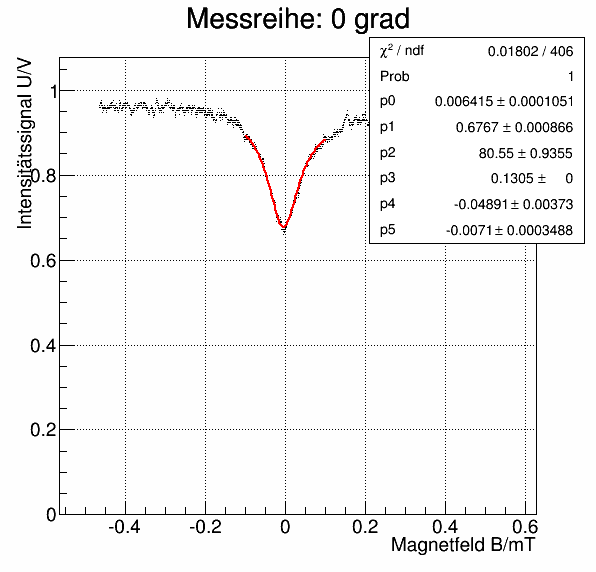 Messreihe: 0 grad
χ² / ndf 0.01802 / 406
Prob 1
p0 0.006415 ± 0.0001051
p1 0.6767 ± 0.000866
p2 80.55 ± 0.9355
p3 0.1305 ± 0
p4 -0.04891 ± 0.00373
p5 -0.0071 ± 0.0003488
Intensitätssignal U/V
1
0.8
0.6
0.4
0.2
0
-0.4 -0.2 0 0.2 0.4 0.6
Magnetfeld B/mT